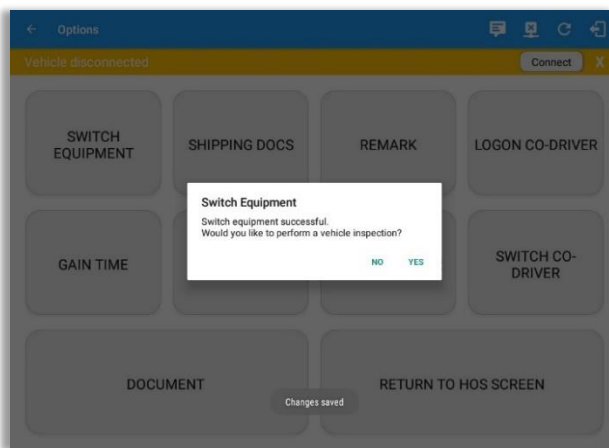 Options
Vehicle disconnected
Connect
X
SWITCH
EQUIPMENT
SHIPPING DOCS
REMARK
LOGON CO-DRIVER
Switch Equipment
Switch equipment successful.
Would you like to perform a vehicle inspection?
NO
YES
GAIN TIME
SWITCH CO-
DRIVER
DOCUMENT
RETURN TO HOS SCREEN
Changes saved